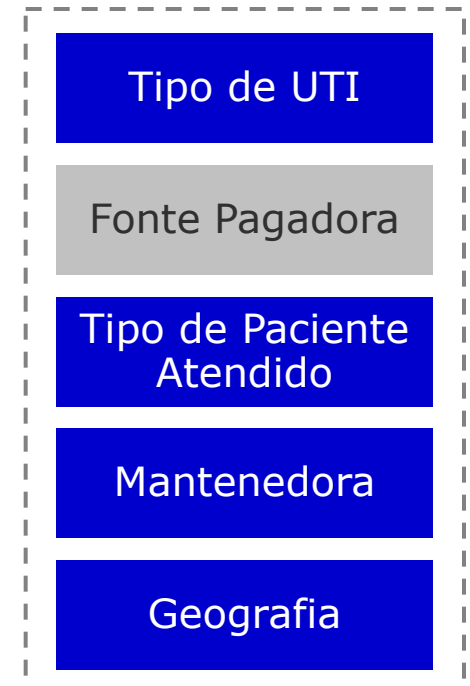 Tipo de UTI
Fonte Pagadora
Tipo de Paciente
Atendido
Mantenedora
Geografia